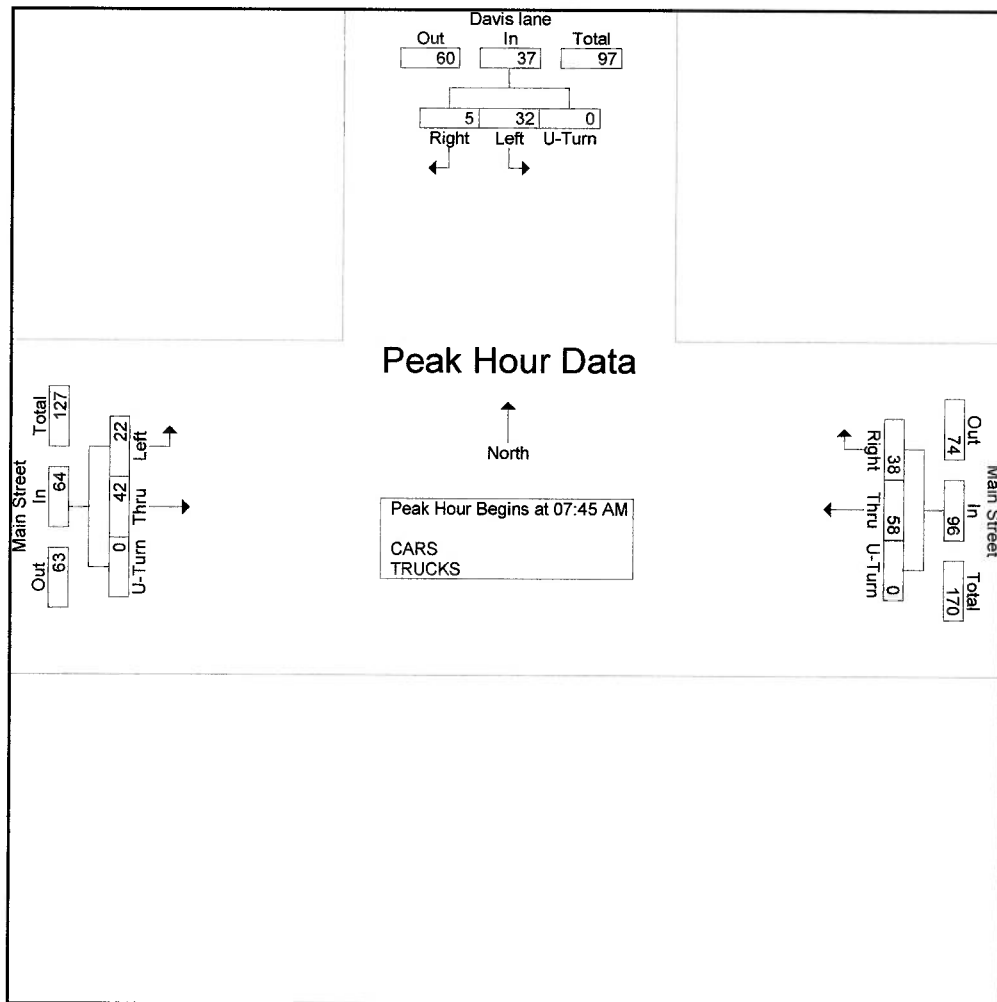 Davis lane
Out In Total
60 37 97
5 32 0
Right Left U-Turn
Peak Hour Data
North
Peak Hour Begins at 07:45 AM
CARS
TRUCKS
Main Street
Out In Total
63 64 127
22 42 0
Left Thru U-Turn
Main Street
Out In Total
74 96 170
38 58 0
Right Thru U-Turn